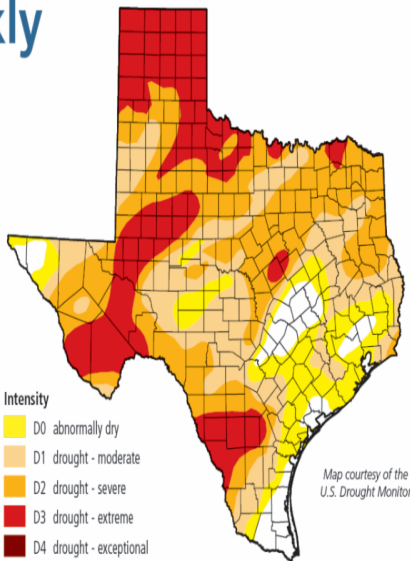 kly
Intensity
D0 abnormally dry
D1 drought - moderate
D2 drought - severe
D3 drought - extreme
D4 drought - exceptional
Map courtesy of the
U.S. Drought Monitor